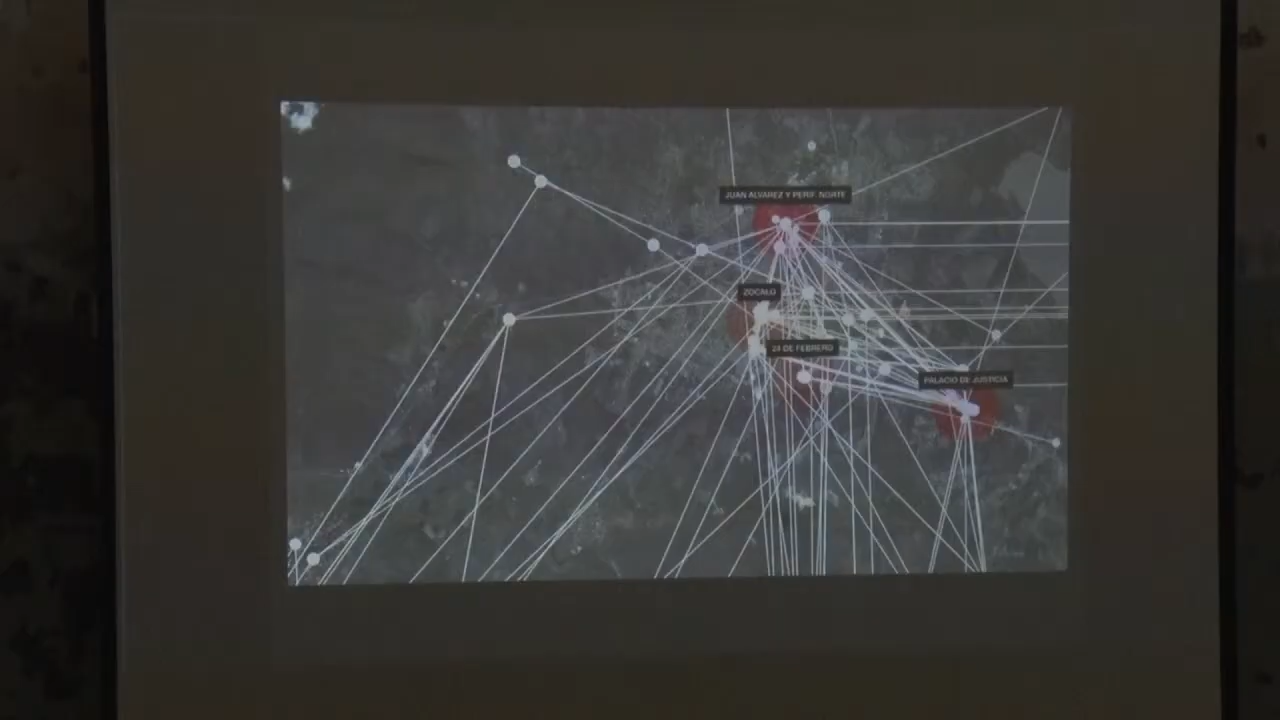 JUAN ALVAREZ Y PERIF. NORTE
ZOCALO
24 DE FEBRERO
PALACIO DE JUSTICIA